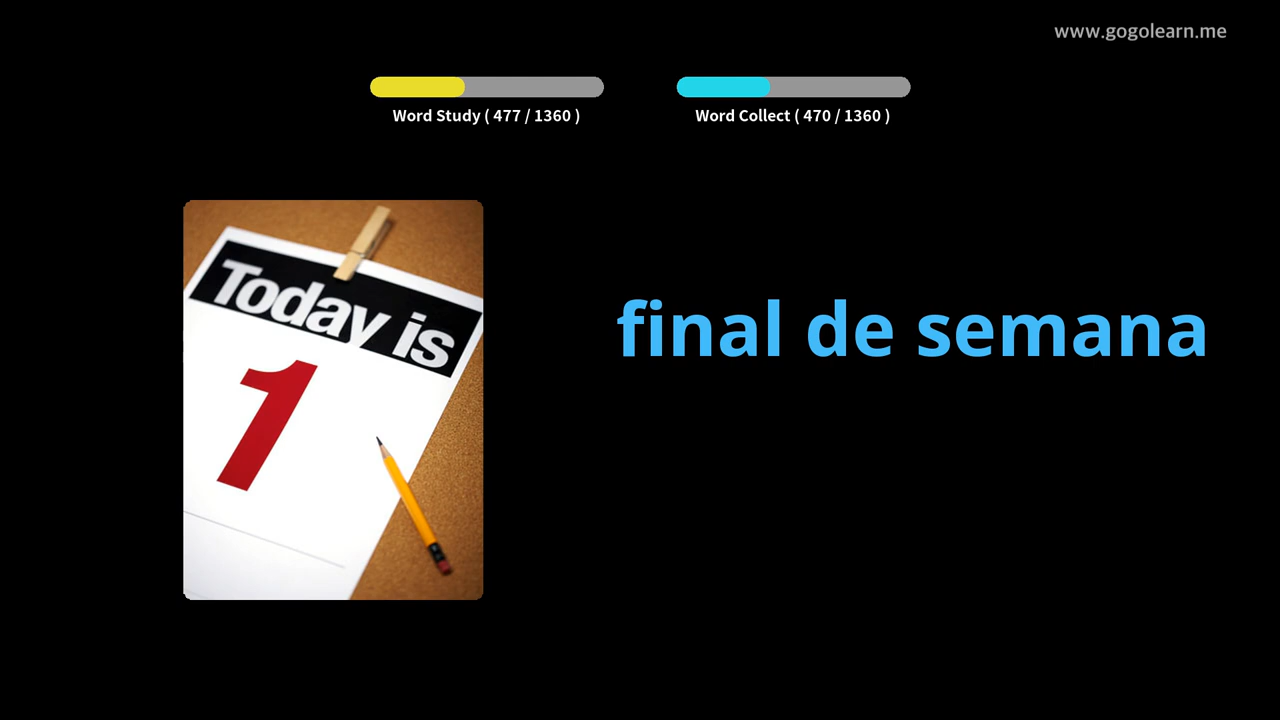 www.gogolearn.me
Word Study ( 477 / 1360 )
Word Collect ( 470 / 1360 )
Today is
1
final de semana